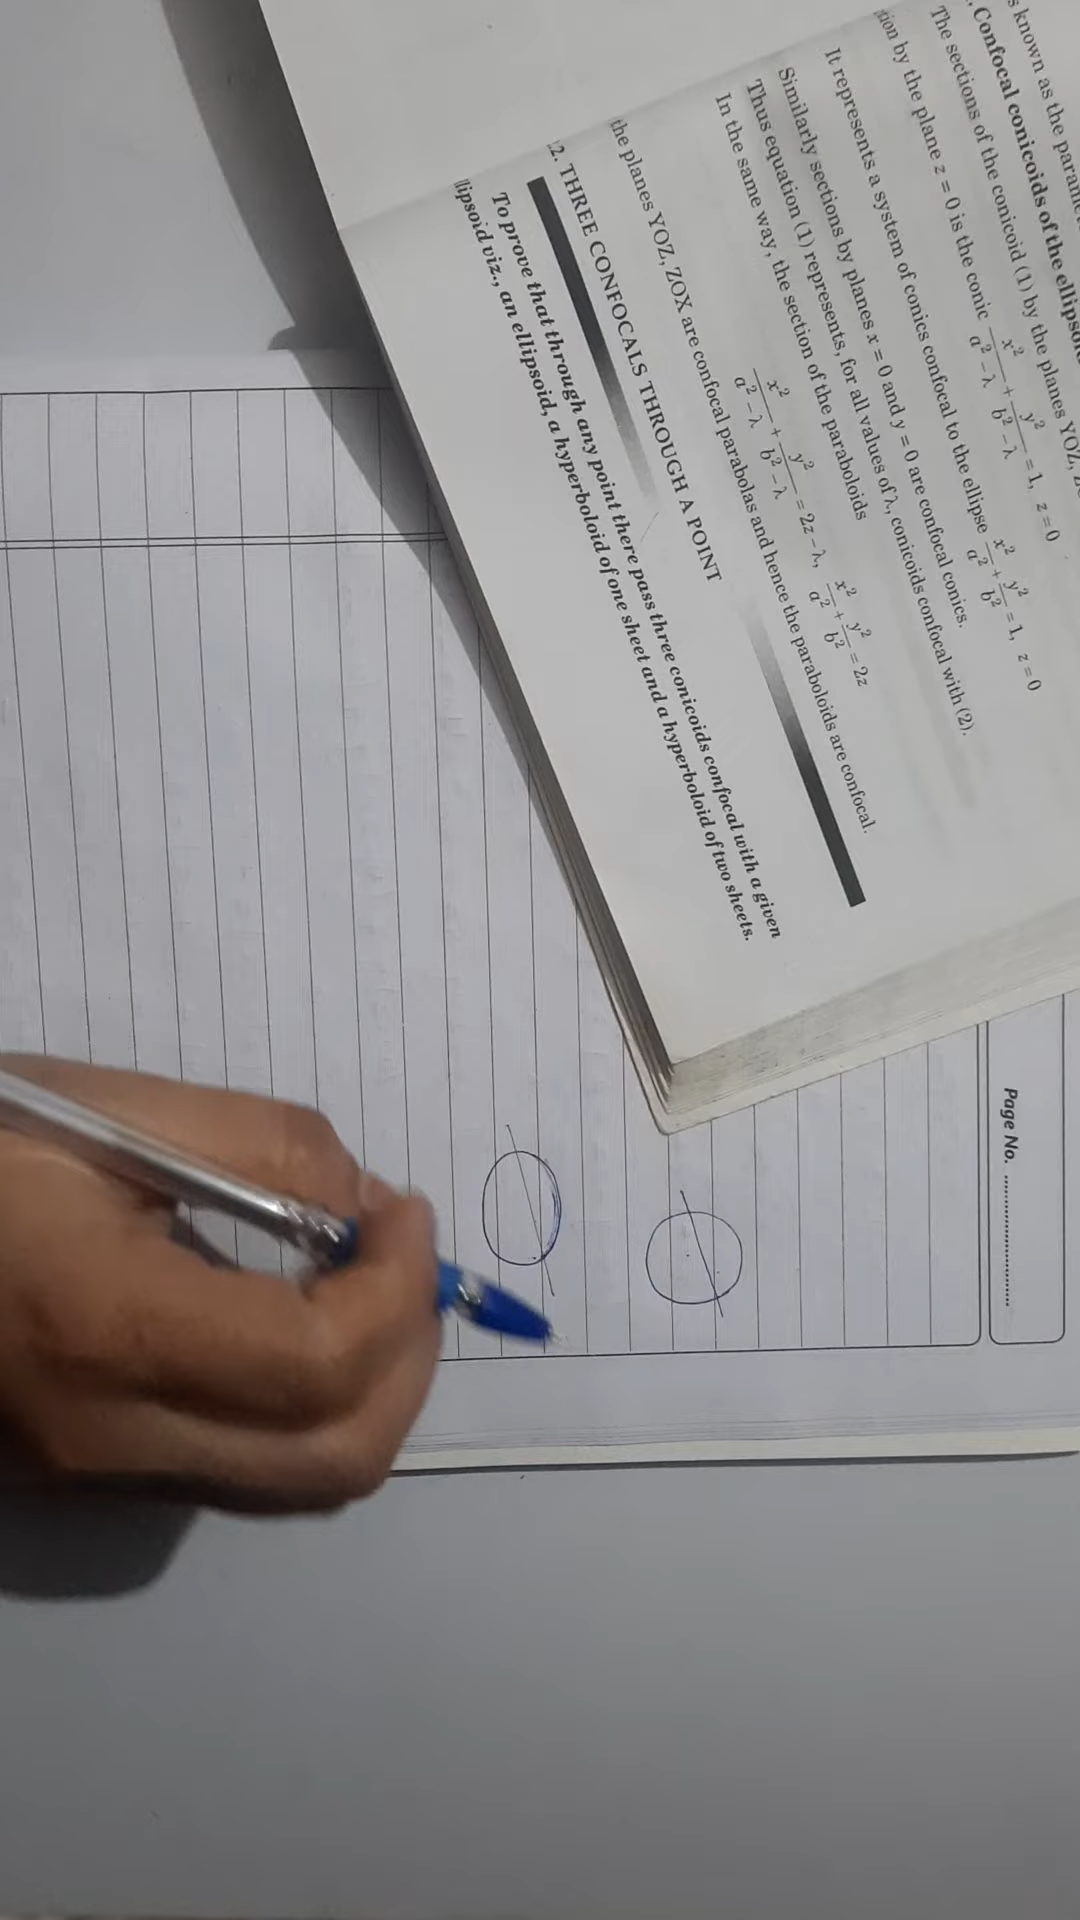 s known as the
. Confocal conicoids of the
The sections of the conicoid (1) by the planes YOZ,
tion by the plane z = 0 is the conic x²/(a² – λ) + y²/(b² – λ) = 1, z = 0
It represents a system of conics confocal to the ellipse x²/a² + y²/b² = 1, z = 0
Similarly sections by planes x = 0 and y = 0 are confocal conics.
Thus equation (1) represents, for all values of λ, conicoids confocal with (2).
In the same way, the section of the paraboloids
x²/(a² – λ) + y²/(b² – λ) = 2z – λ, x²/a² + y²/b² = 2z
the planes YOZ, ZOX are confocal parabolas and hence the paraboloids are confocal.
2. THREE CONFOCALS THROUGH A POINT
To prove that through any point there pass three conicoids confocal with a given
llipsoid viz., an ellipsoid, a hyperboloid of one sheet and a hyperboloid of two sheets.
Page No. ........................